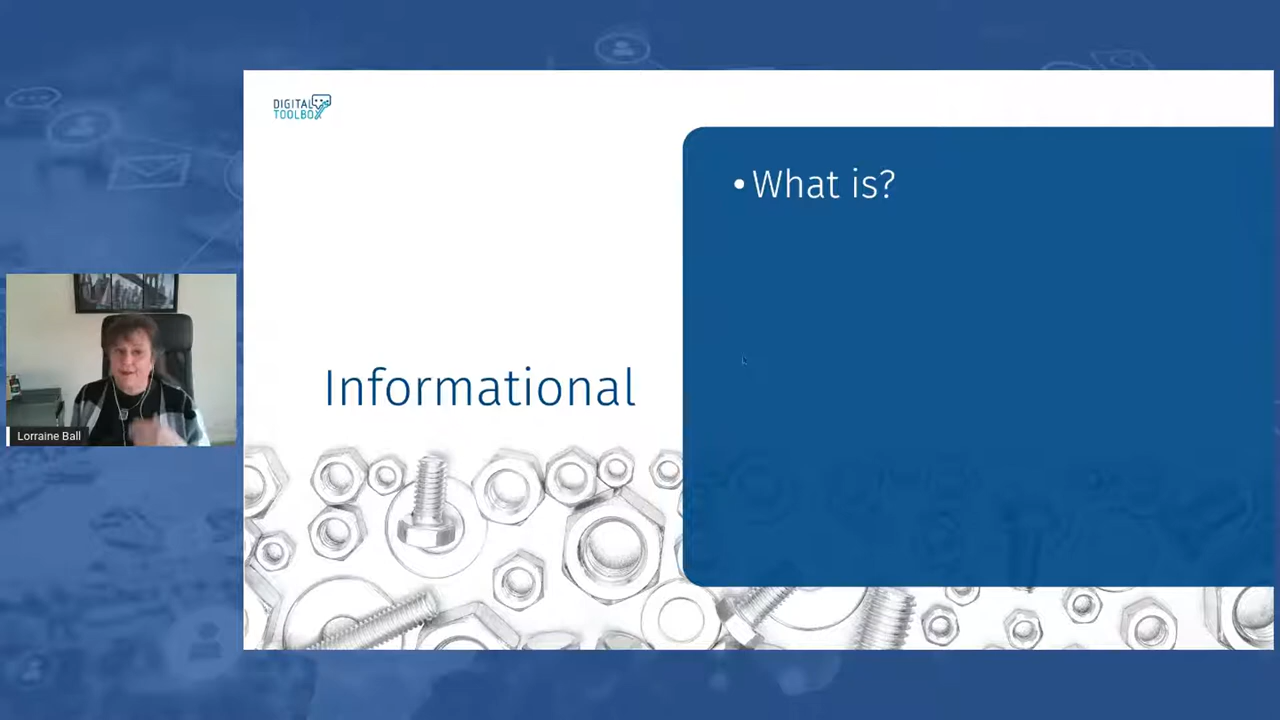 DIGITAL
TOOLBOX
• What is?
Informational
Lorraine Ball